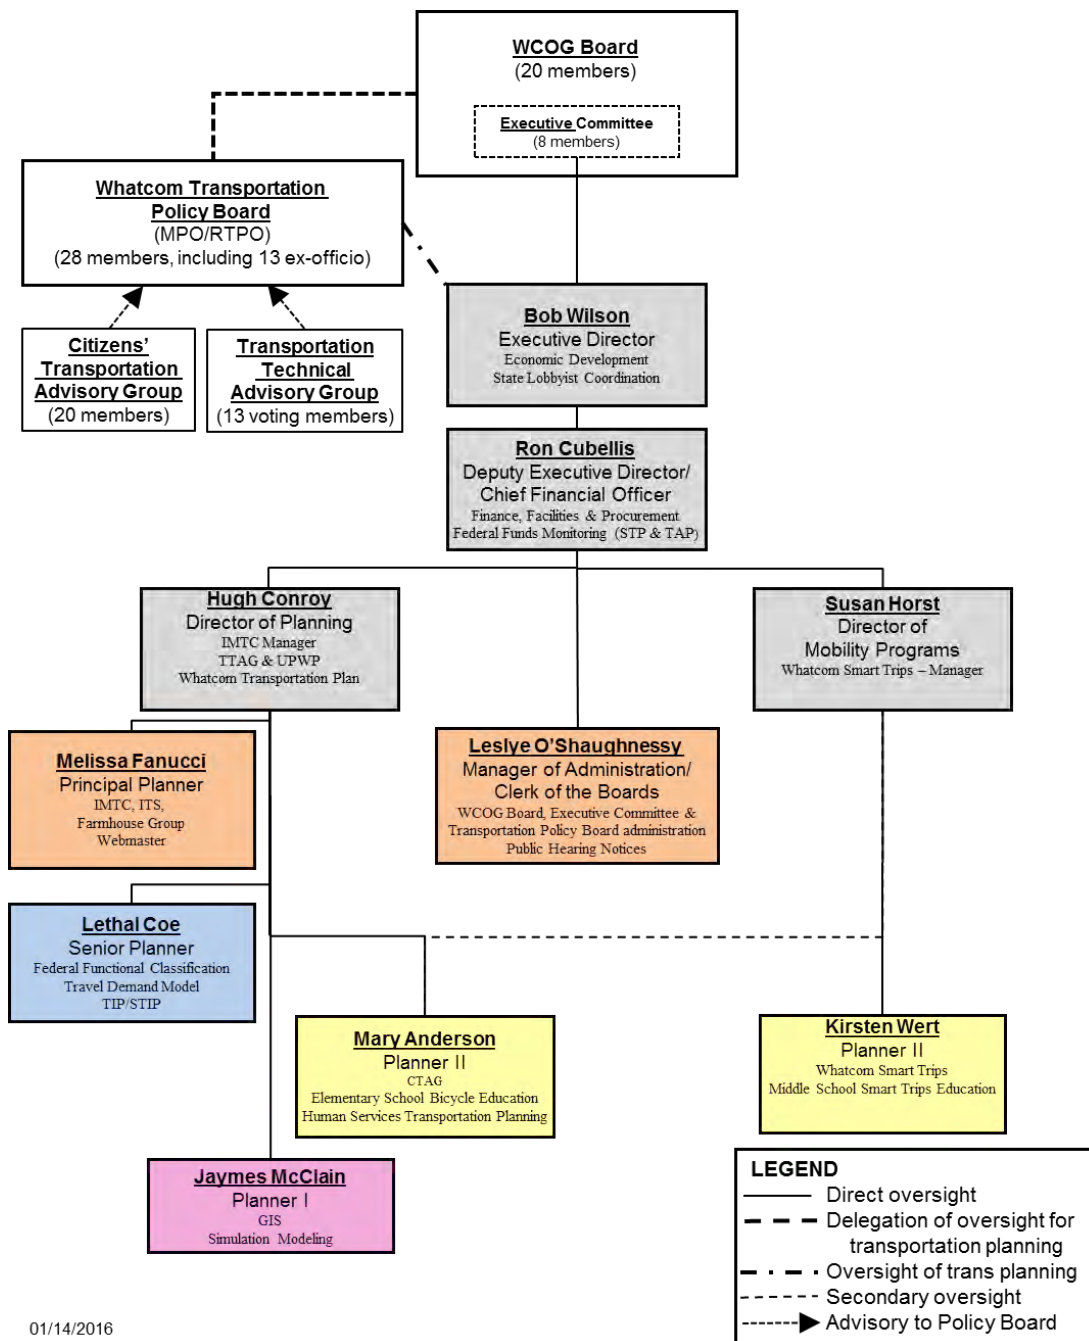 WCOG Board
(20 members)
Executive Committee
(8 members)
Whatcom Transportation
Policy Board
(MPO/RTPO)
(28 members, including 13 ex-officio)
Citizens’
Transportation
Advisory Group
(20 members)
Transportation
Technical
Advisory Group
(13 voting members)
Bob Wilson
Executive Director
Economic Development
State Lobbyist Coordination
Ron Cubellis
Deputy Executive Director/
Chief Financial Officer
Finance, Facilities & Procurement
Federal Funds Monitoring (STP & TAP)
Hugh Conroy
Director of Planning
IMTC Manager
TTAG & UPWP
Whatcom Transportation Plan
Susan Horst
Director of
Mobility Programs
Whatcom Smart Trips – Manager
Melissa Fanucci
Principal Planner
IMTC, ITS,
Farmhouse Group
Webmaster
Leslye O’Shaughnessy
Manager of Administration/
Clerk of the Boards
WCOG Board, Executive Committee &
Transportation Policy Board administration
Public Hearing Notices
Lethal Coe
Senior Planner
Federal Functional Classification
Travel Demand Model
TIP/STIP
Mary Anderson
Planner II
CTAG
Elementary School Bicycle Education
Human Services Transportation Planning
Kirsten Wert
Planner II
Whatcom Smart Trips
Middle School Smart Trips Education
Jaymes McClain
Planner I
GIS
Simulation Modeling
LEGEND
Direct oversight
Delegation of oversight for
transportation planning
Oversight of trans planning
Secondary oversight
Advisory to Policy Board
01/14/2016